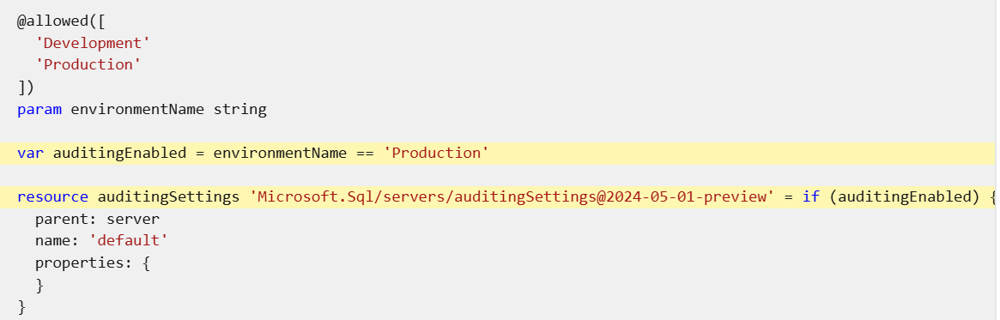 @allowed([
  'Development'
  'Production'
])
param environmentName string

var auditingEnabled = environmentName == 'Production'

resource auditingSettings 'Microsoft.Sql/servers/auditingSettings@2024-05-01-preview' = if (auditingEnabled) {
  parent: server
  name: 'default'
  properties: {
  }
}